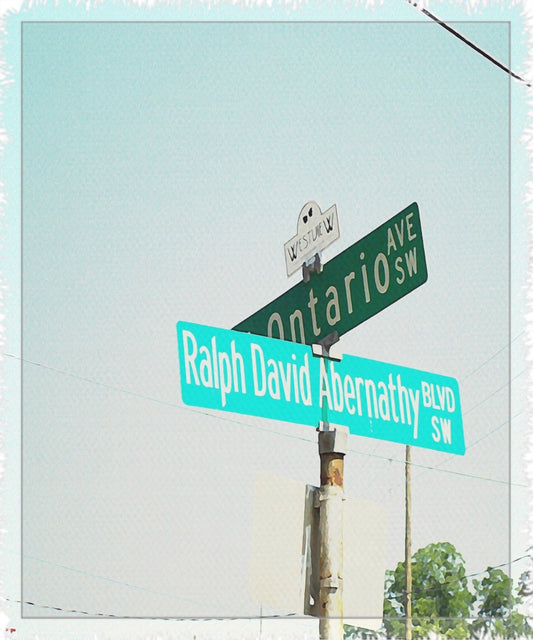 WESTVIEW
Ontario AVE SW
Ralph David Abernathy BLVD SW